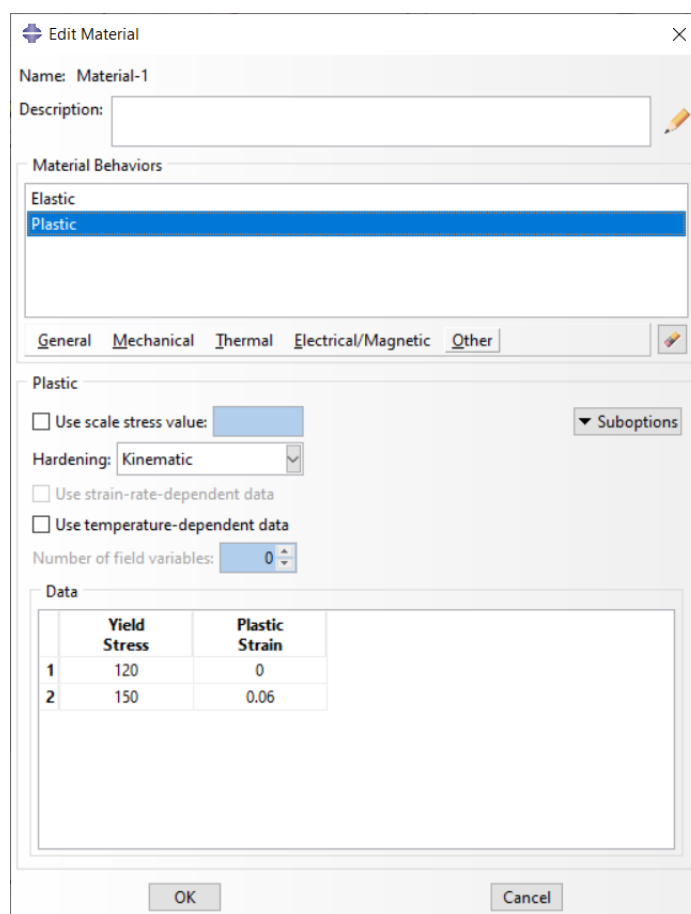 Edit Material
Name: Material-1
Description:
Material Behaviors
Elastic
Plastic
General Mechanical Thermal Electrical/Magnetic Other
Plastic
Use scale stress value:
Suboptions
Hardening: Kinematic
Use strain-rate-dependent data
Use temperature-dependent data
Number of field variables: 0
Data
Yield Plastic
Stress Strain
1 120 0
2 150 0.06
OK Cancel